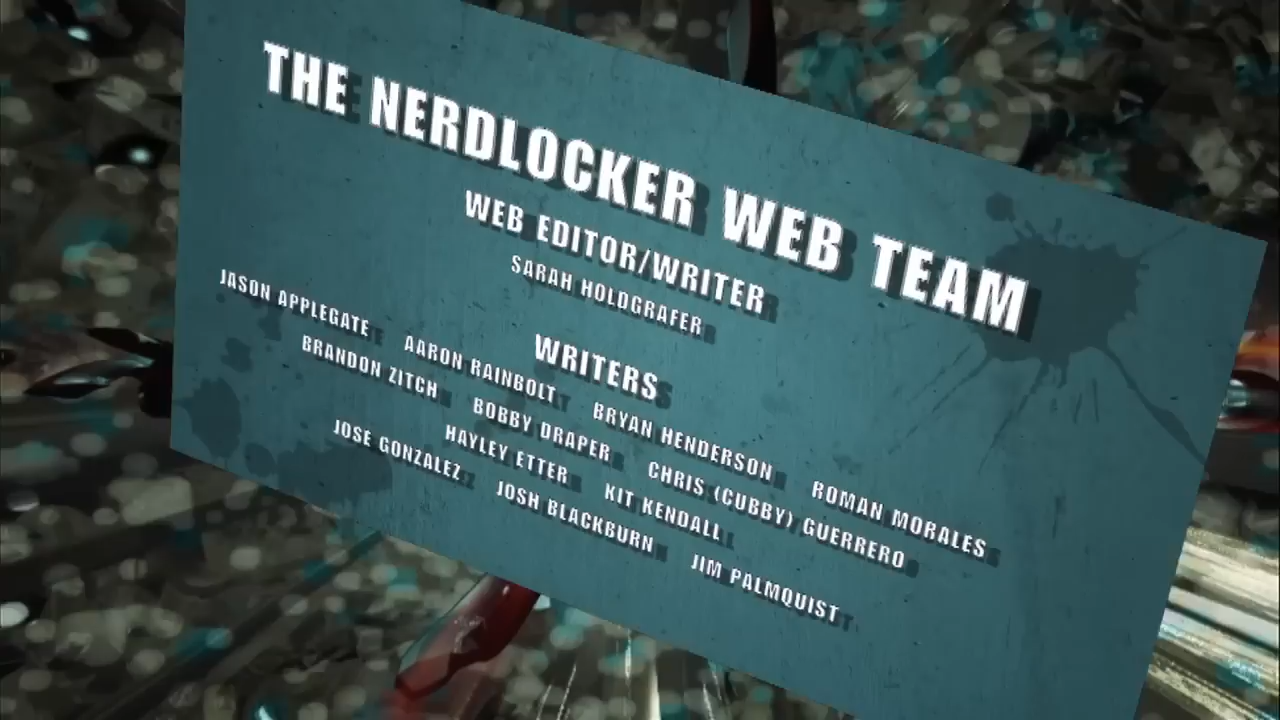 THE NERDLOCKER WEB TEAM
WEB EDITOR/WRITER
SARAH HOLDGRAFER
WRITERS
JASON APPLEGATE AARON RAINBOLT BRYAN HENDERSON ROMAN MORALES
BRANDON ZITCH BOBBY DRAPER CHRIS (CUBBY) GUERRERO
HAYLEY ETTER KIT KENDALL
JOSE GONZALEZ JOSH BLACKBURN JIM PALMQUIST